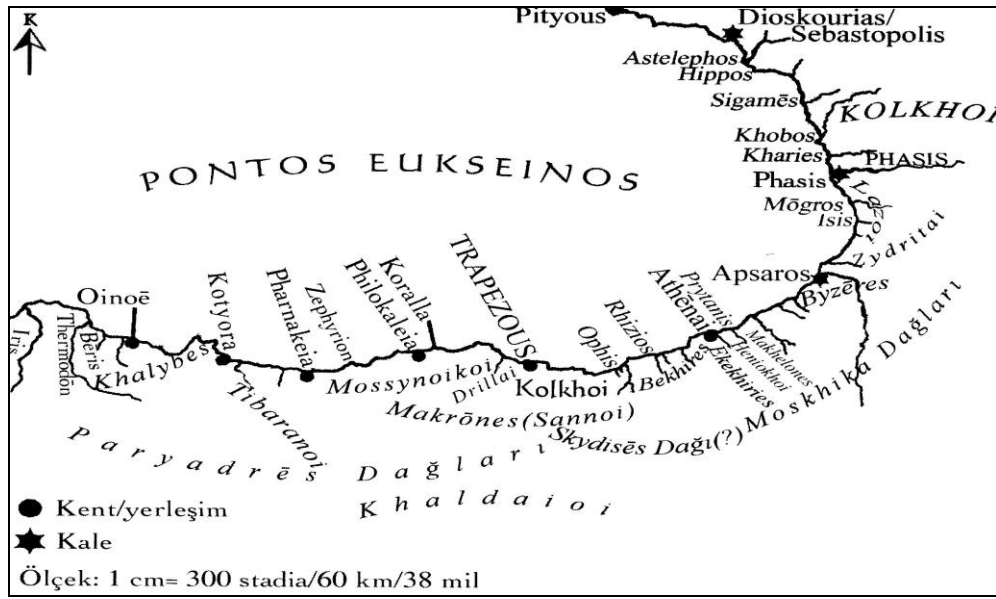 K
Pityous
Dioskourias/
Sebastopolis
Astelephos
Hippos
Sigamēs
KOLKHOI
Khobos
Kharies
PHASIS
Phasis
Lazoi
Mōgros
Isis
Zydritai
PONTOS EUKSEINOS
Apsaros
Byzēres
TRAPEZOUS
Koralla
Philokaleia
Zephyrion
Pharnakeia
Kotyora
Oinoē
Iris
Thermodōn
Beris
Khalybes
Tibaranois
Mossynoikoi
Drillai
Kolkhoi
Ophis
Rhizios
Bekhires
Athēnai
Prytanis
Ekekhiries
Heniokhoi
Makhelones
Makrōnes (Sannoi)
Skydisēs Dağı(?)
Moskhika Dağları
Paryadrēs Dağları
Khaldaioi
Kent/yerleşim
Kale
Ölçek: 1 cm= 300 stadia/60 km/38 mil